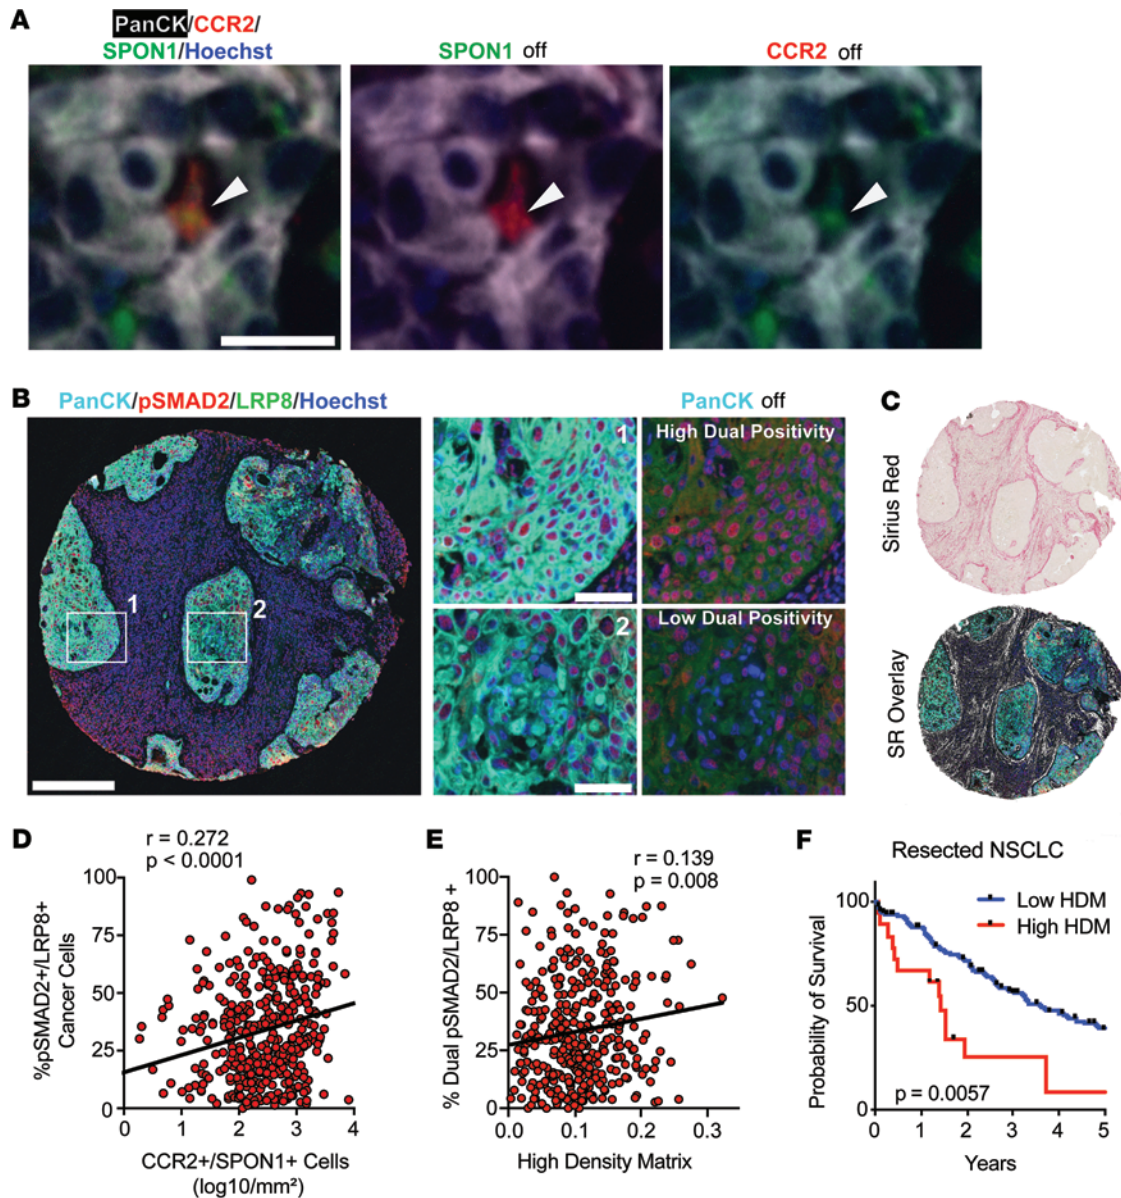 A
PanCK/CCR2/
SPON1/Hoechst
SPON1 off
CCR2 off
B
PanCK/pSMAD2/LRP8/Hoechst
PanCK off
1
2
1
High Dual Positivity
2
Low Dual Positivity
C
Sirius Red
SR Overlay
D
r = 0.272
p < 0.0001
%pSMAD2+/LRP8+
Cancer Cells
100
75
50
25
0
0 1 2 3 4
CCR2+/SPON1+ Cells
(log10/mm²)
E
r = 0.139
p = 0.008
% Dual pSMAD2/LRP8 +
100
75
50
25
0
0.0 0.1 0.2 0.3
High Density Matrix
F
Resected NSCLC
Low HDM
High HDM
Probability of Survival
100
50
0
p = 0.0057
0 1 2 3 4 5
Years